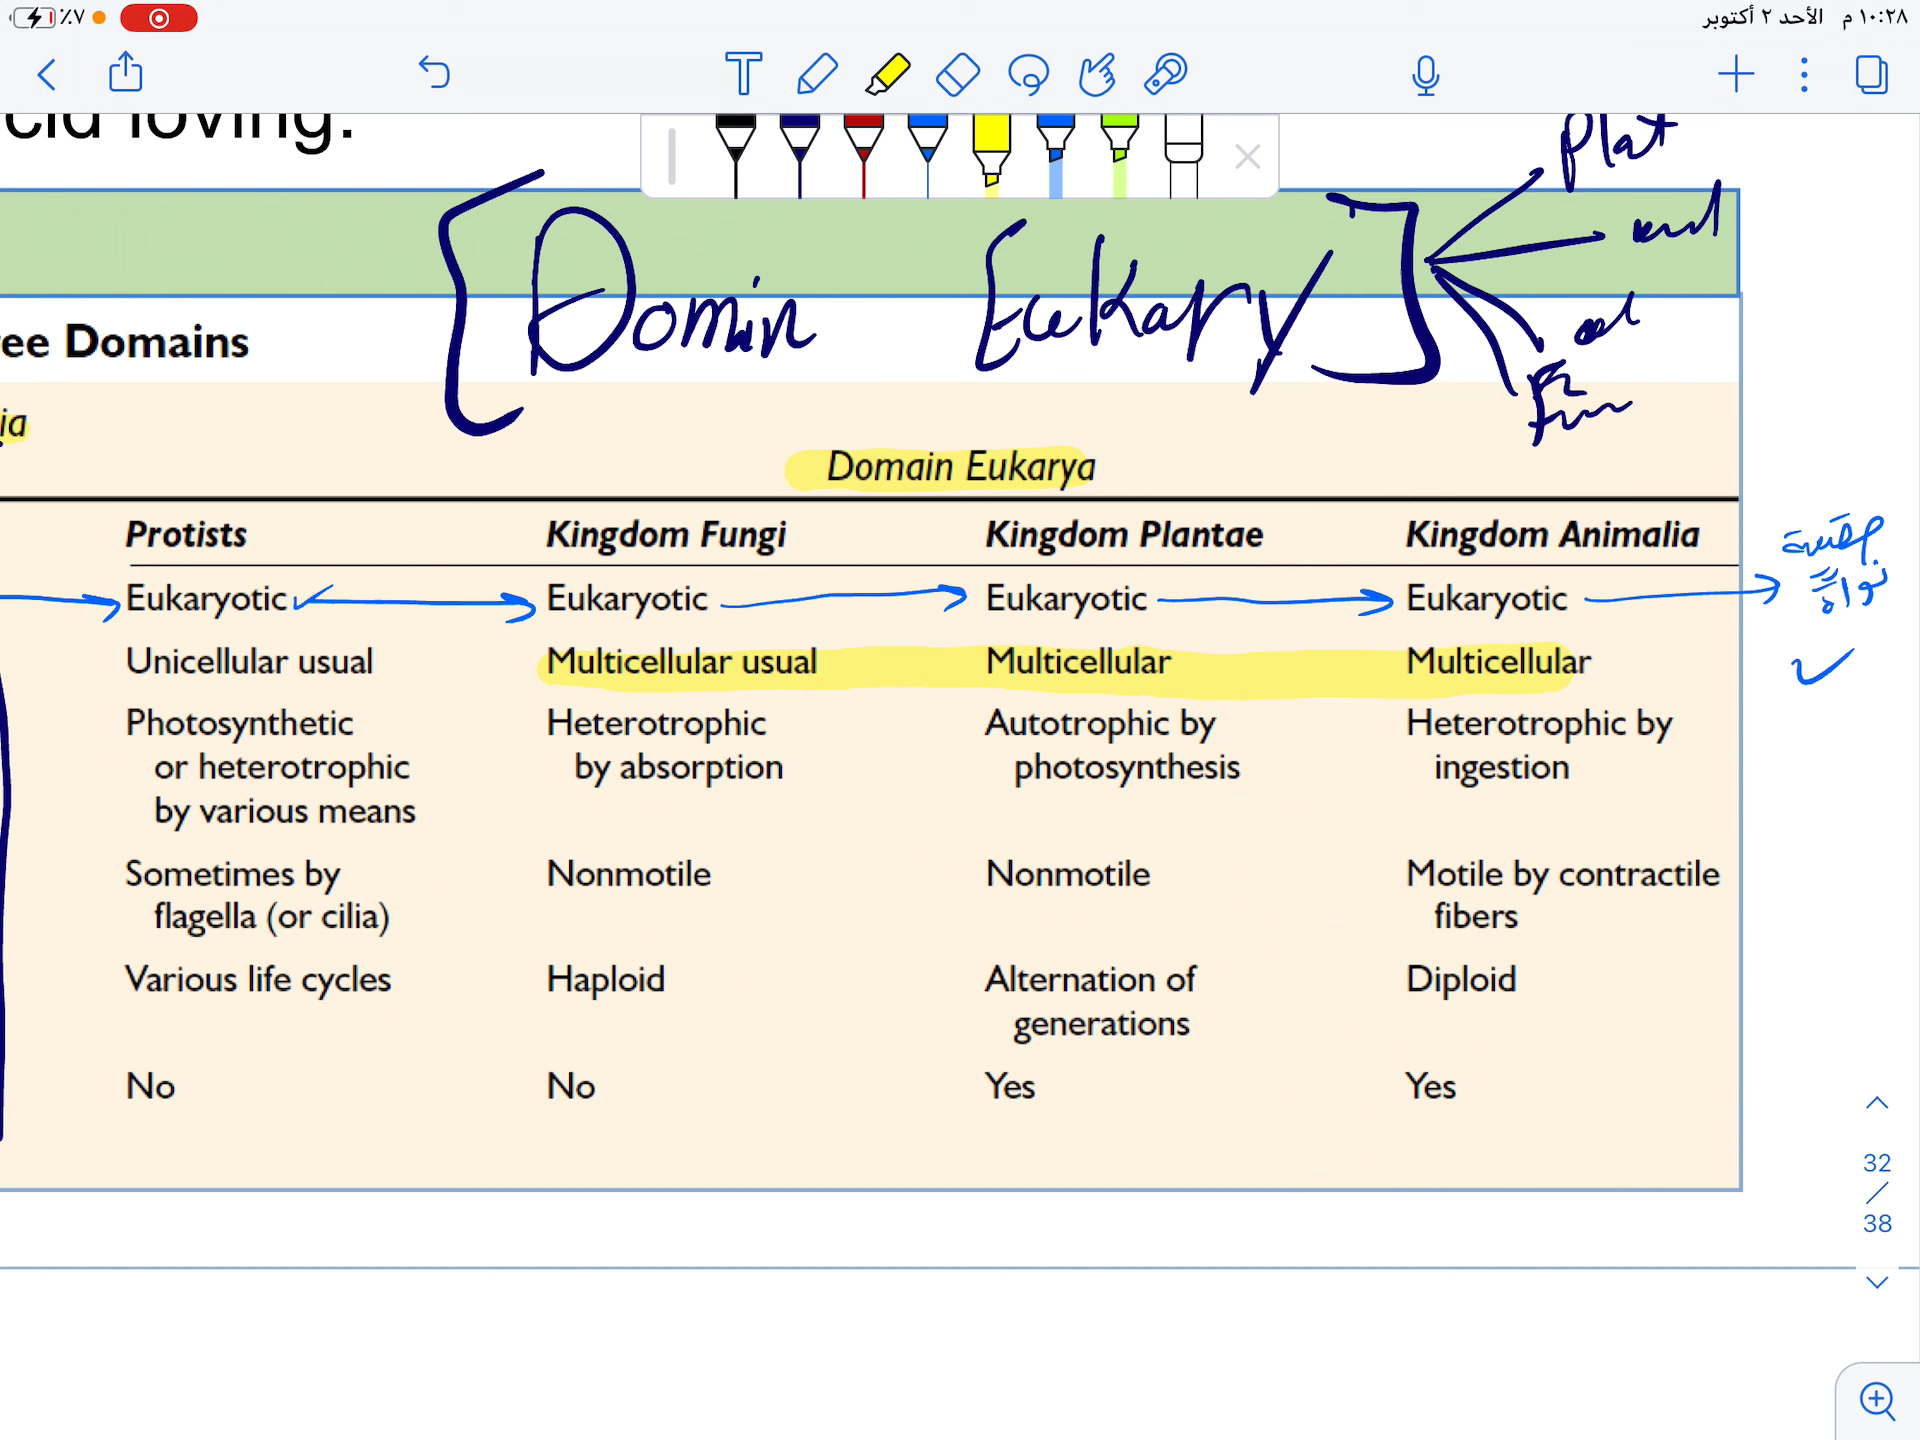 ٪٧
١٠:٢٨ م الأحد ٢ أكتوبر
cid loving.
Plat
Domin Eukary
ree Domains
ia
Domain Eukarya
Protists Kingdom Fungi Kingdom Plantae Kingdom Animalia
Eukaryotic Eukaryotic Eukaryotic Eukaryotic
نواة
Unicellular usual Multicellular usual Multicellular Multicellular
Photosynthetic Heterotrophic Autotrophic by Heterotrophic by
or heterotrophic by absorption photosynthesis ingestion
by various means
Sometimes by Nonmotile Nonmotile Motile by contractile
flagella (or cilia) fibers
Various life cycles Haploid Alternation of Diploid
generations
No No Yes Yes
32
/
38